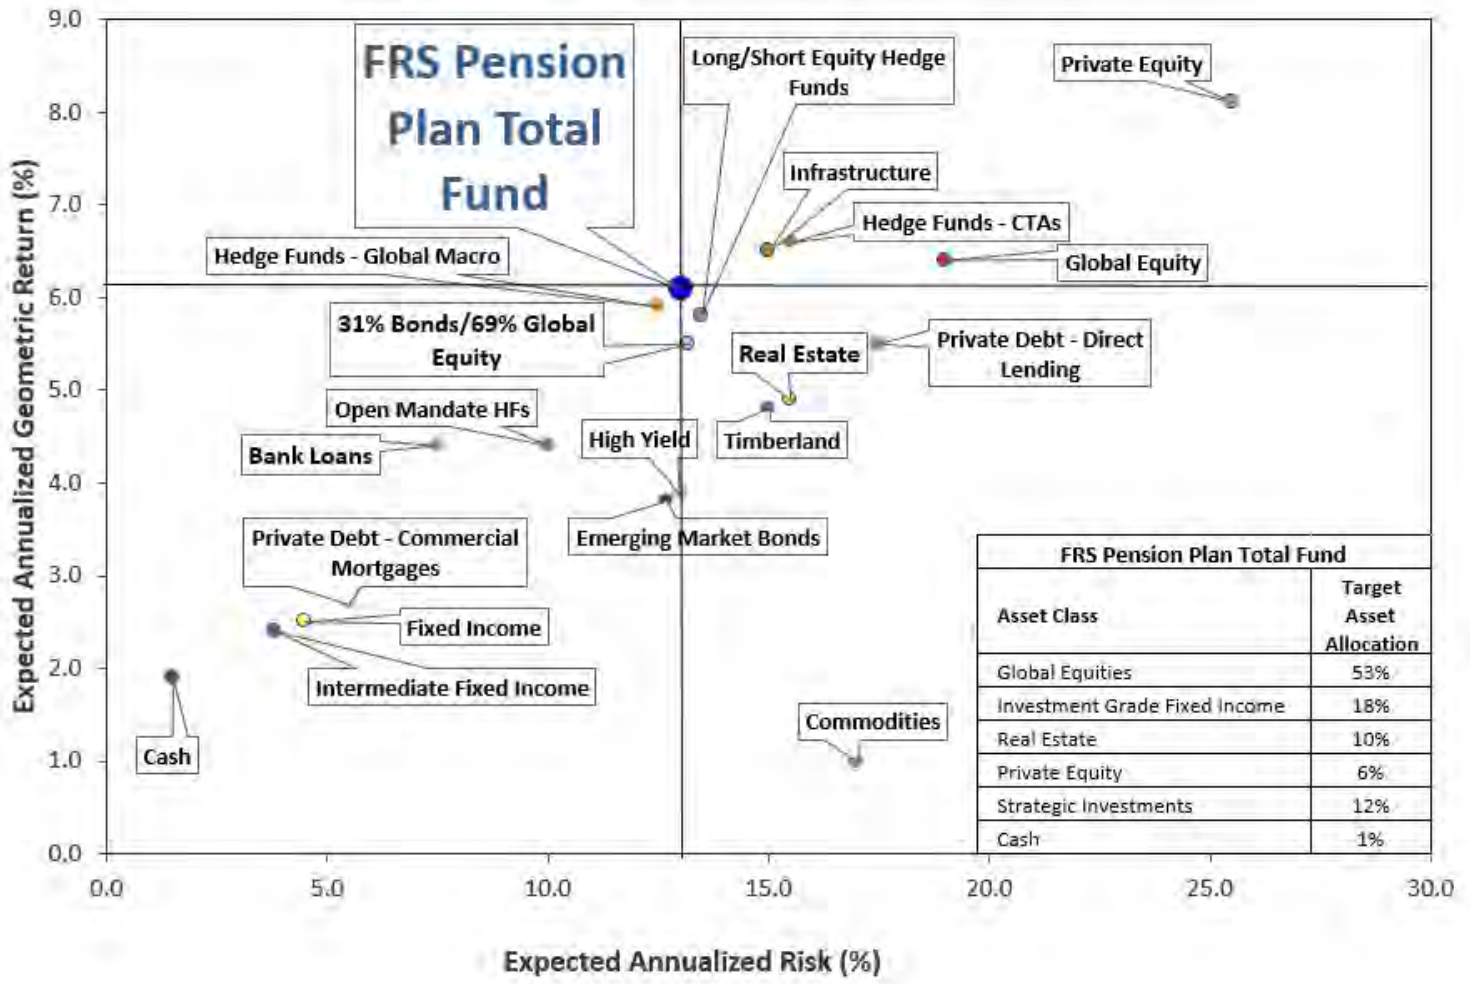 9.0
8.0
7.0
6.0
5.0
4.0
3.0
2.0
1.0
0.0
Expected Annualized Geometric Return (%)
FRS Pension
Plan Total
Fund
Long/Short Equity Hedge
Funds
Private Equity
Infrastructure
Hedge Funds - CTAs
Hedge Funds - Global Macro
Global Equity
31% Bonds/69% Global
Equity
Real Estate
Private Debt - Direct
Lending
Open Mandate HFs
High Yield
Timberland
Bank Loans
Private Debt - Commercial
Mortgages
Emerging Market Bonds
Fixed Income
Intermediate Fixed Income
Cash
Commodities
FRS Pension Plan Total Fund
Asset Class
Target
Asset
Allocation
Global Equities 53%
Investment Grade Fixed Income 18%
Real Estate 10%
Private Equity 6%
Strategic Investments 12%
Cash 1%
0.0 5.0 10.0 15.0 20.0 25.0 30.0
Expected Annualized Risk (%)